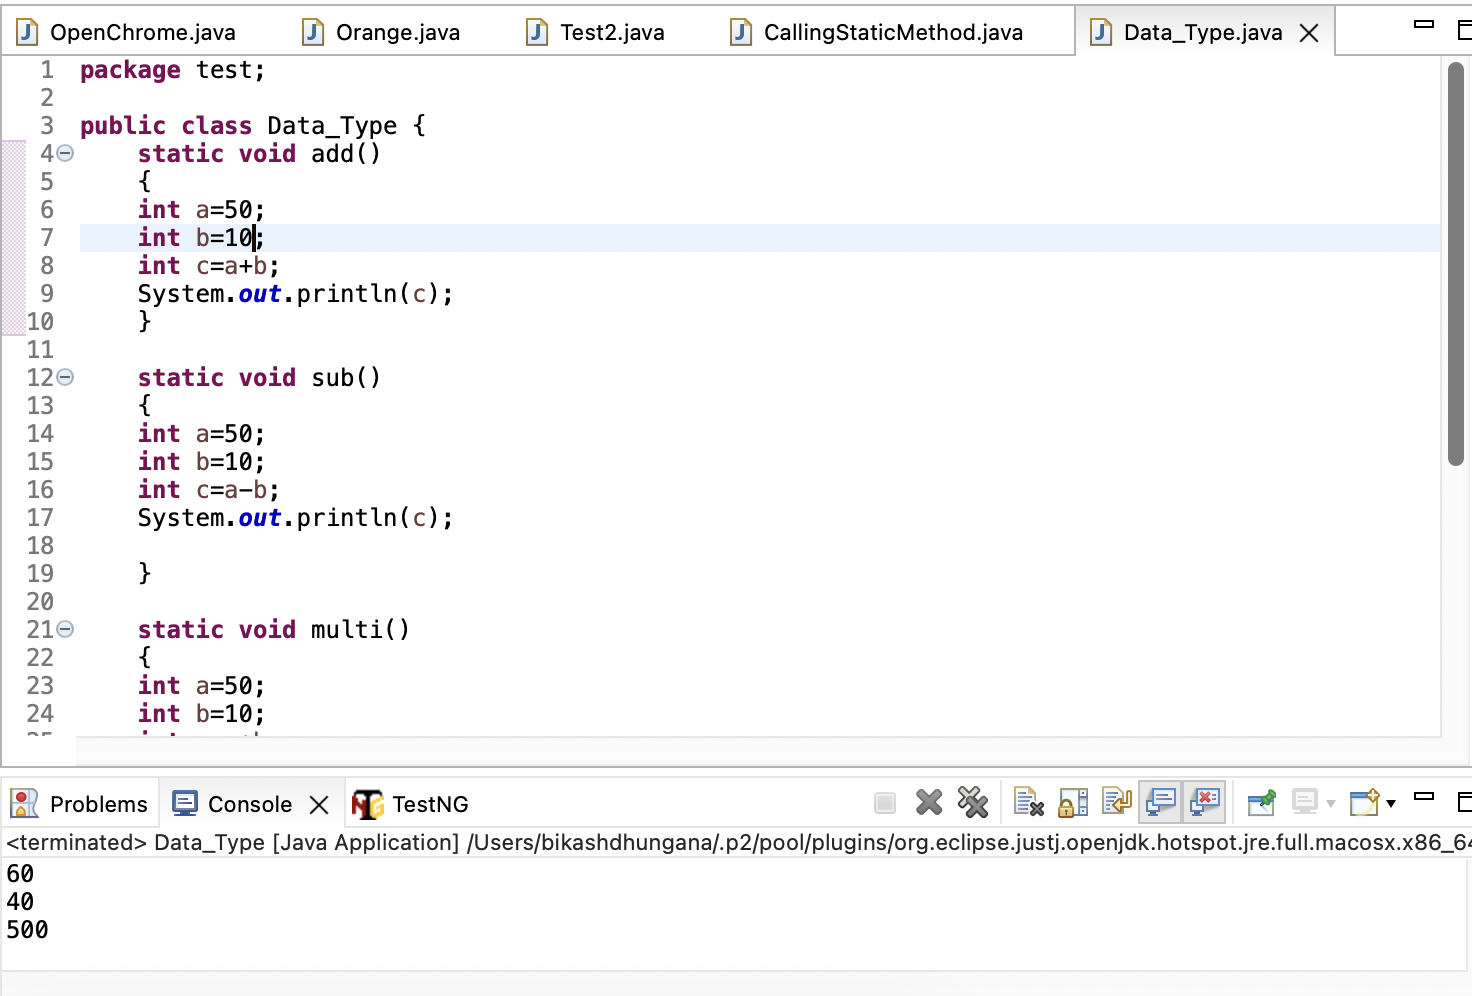 OpenChrome.java Orange.java Test2.java CallingStaticMethod.java Data_Type.java
1 package test;
2
3 public class Data_Type {
4 static void add()
5 {
6 int a=50;
7 int b=10;
8 int c=a+b;
9 System.out.println(c);
10 }
11
12 static void sub()
13 {
14 int a=50;
15 int b=10;
16 int c=a-b;
17 System.out.println(c);
18
19 }
20
21 static void multi()
22 {
23 int a=50;
24 int b=10;
Problems Console TestNG
<terminated> Data_Type [Java Application] /Users/bikashdhungana/.p2/pool/plugins/org.eclipse.justj.openjdk.hotspot.jre.full.macosx.x86_64
60
40
500